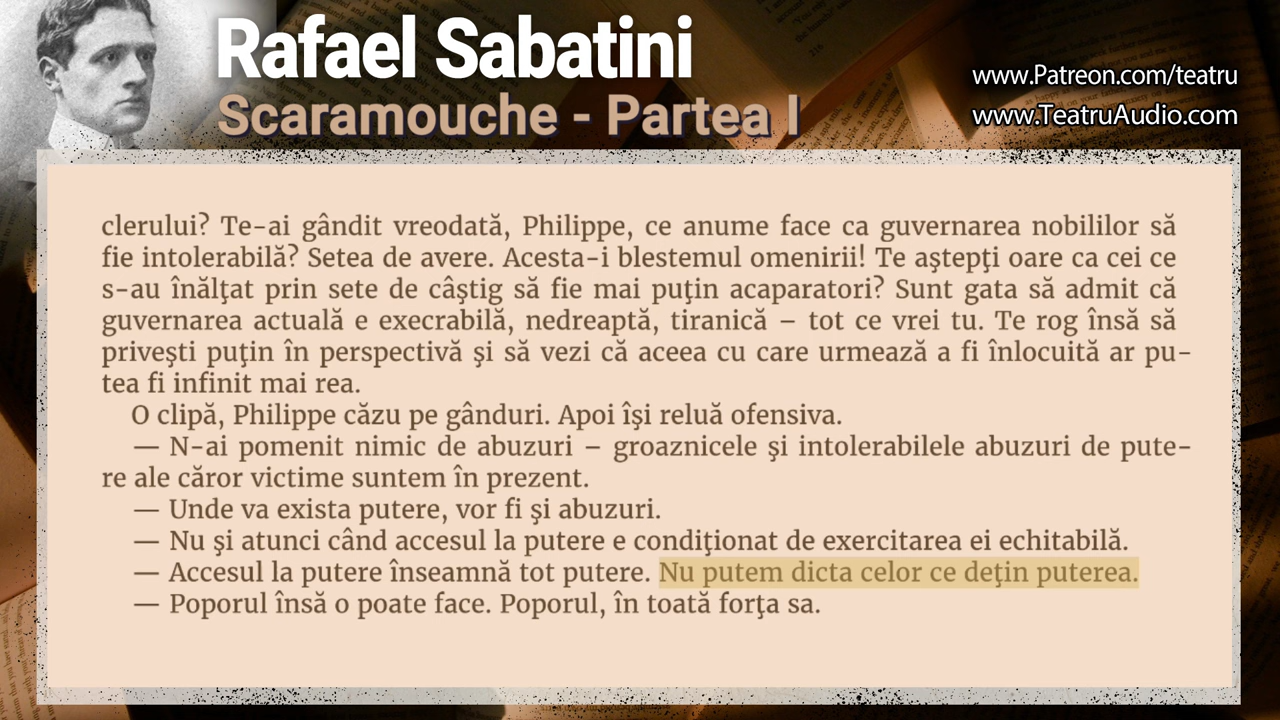 Rafael Sabatini
Scaramouche - Partea I
www.Patreon.com/teatru
www.TeatruAudio.com
clerului? Te-ai gândit vreodată, Philippe, ce anume face ca guvernarea nobililor să
fie intolerabilă? Setea de avere. Acesta-i blestemul omenirii! Te aştepţi oare ca cei ce
s-au înălţat prin sete de câştig să fie mai puţin acaparatori? Sunt gata să admit că
guvernarea actuală e execrabilă, nedreaptă, tiranică – tot ce vrei tu. Te rog însă să
priveşti puţin în perspectivă şi să vezi că aceea cu care urmează a fi înlocuită ar pu-
tea fi infinit mai rea.
O clipă, Philippe căzu pe gânduri. Apoi îşi reluă ofensiva.
— N-ai pomenit nimic de abuzuri – groaznicele şi intolerabilele abuzuri de pute-
re ale căror victime suntem în prezent.
— Unde va exista putere, vor fi şi abuzuri.
— Nu şi atunci când accesul la putere e condiţionat de exercitarea ei echitabilă.
— Accesul la putere înseamnă tot putere. Nu putem dicta celor ce deţin puterea.
— Poporul însă o poate face. Poporul, în toată forţa sa.